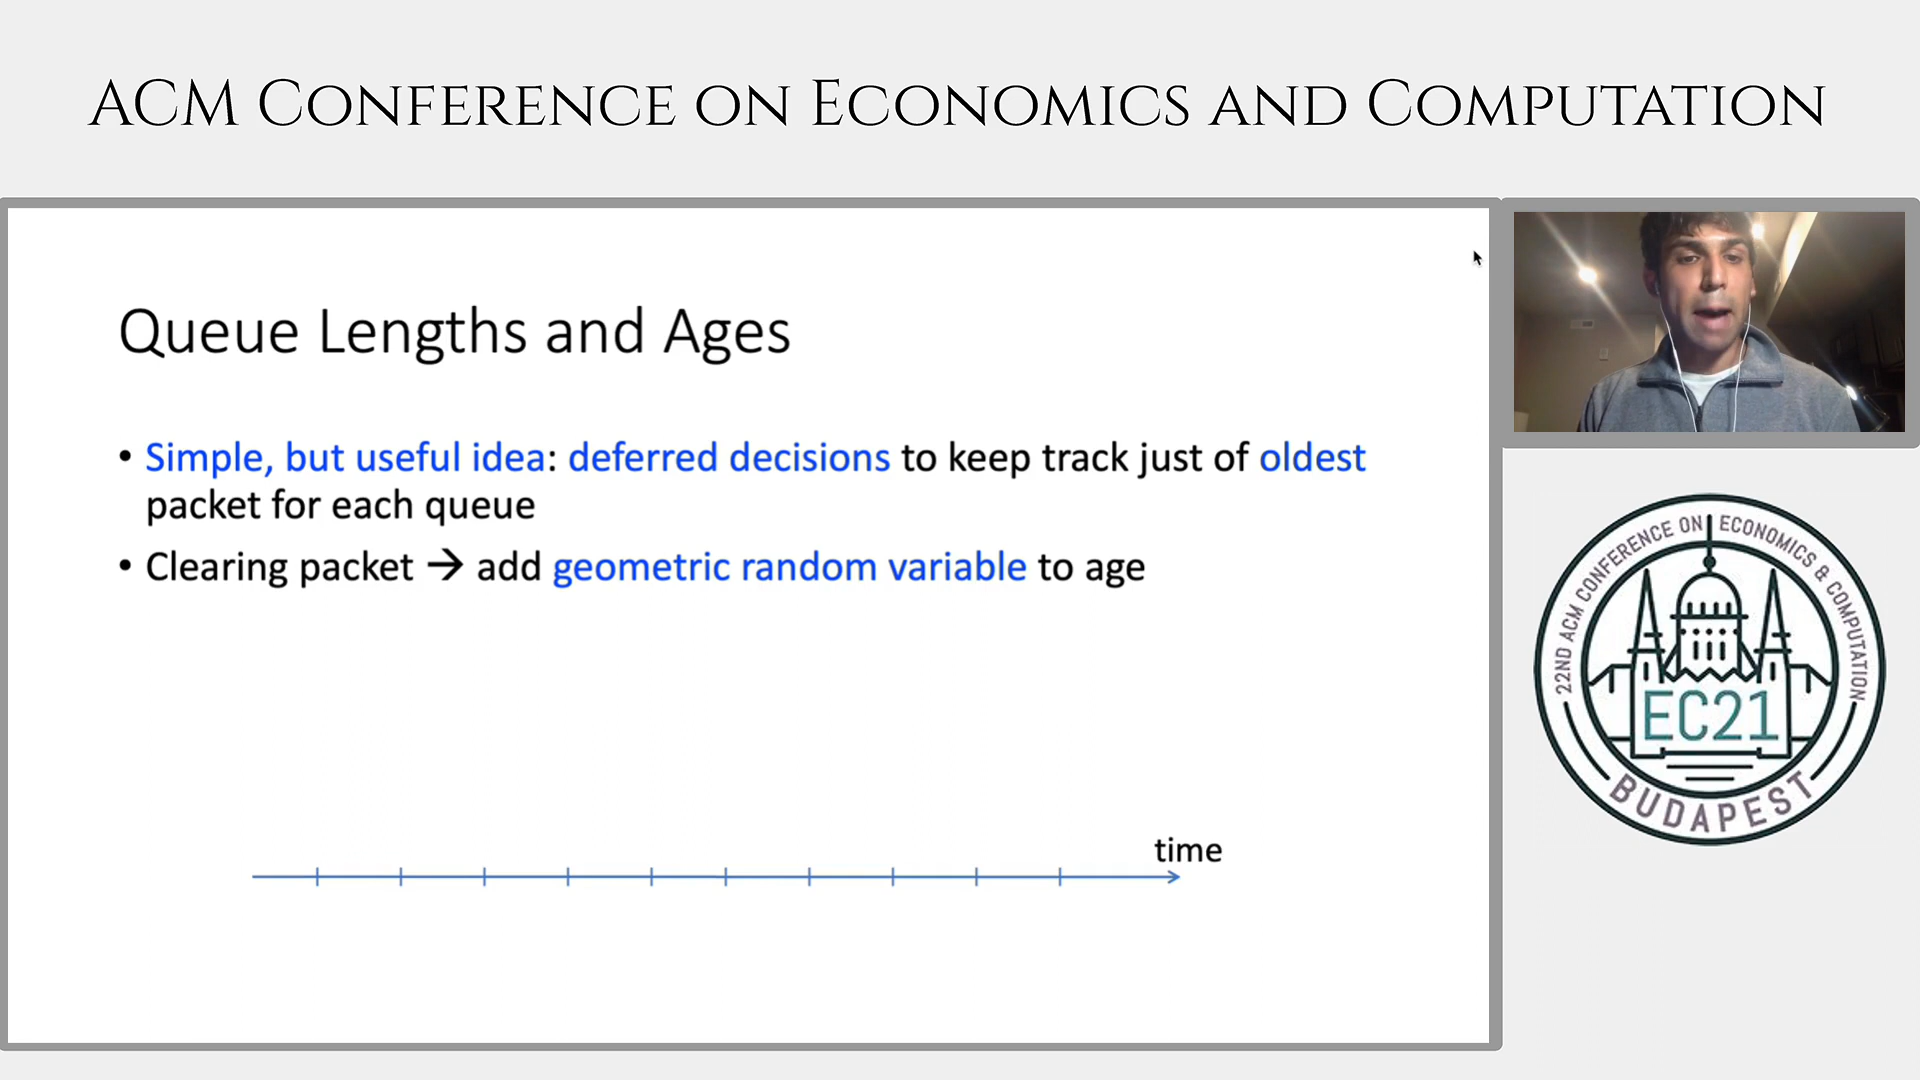 ACM CONFERENCE ON ECONOMICS AND COMPUTATION
Queue Lengths and Ages
• Simple, but useful idea: deferred decisions to keep track just of oldest
packet for each queue
• Clearing packet → add geometric random variable to age
time
22ND ACM CONFERENCE ON ECONOMICS & COMPUTATION
EC21
BUDAPEST